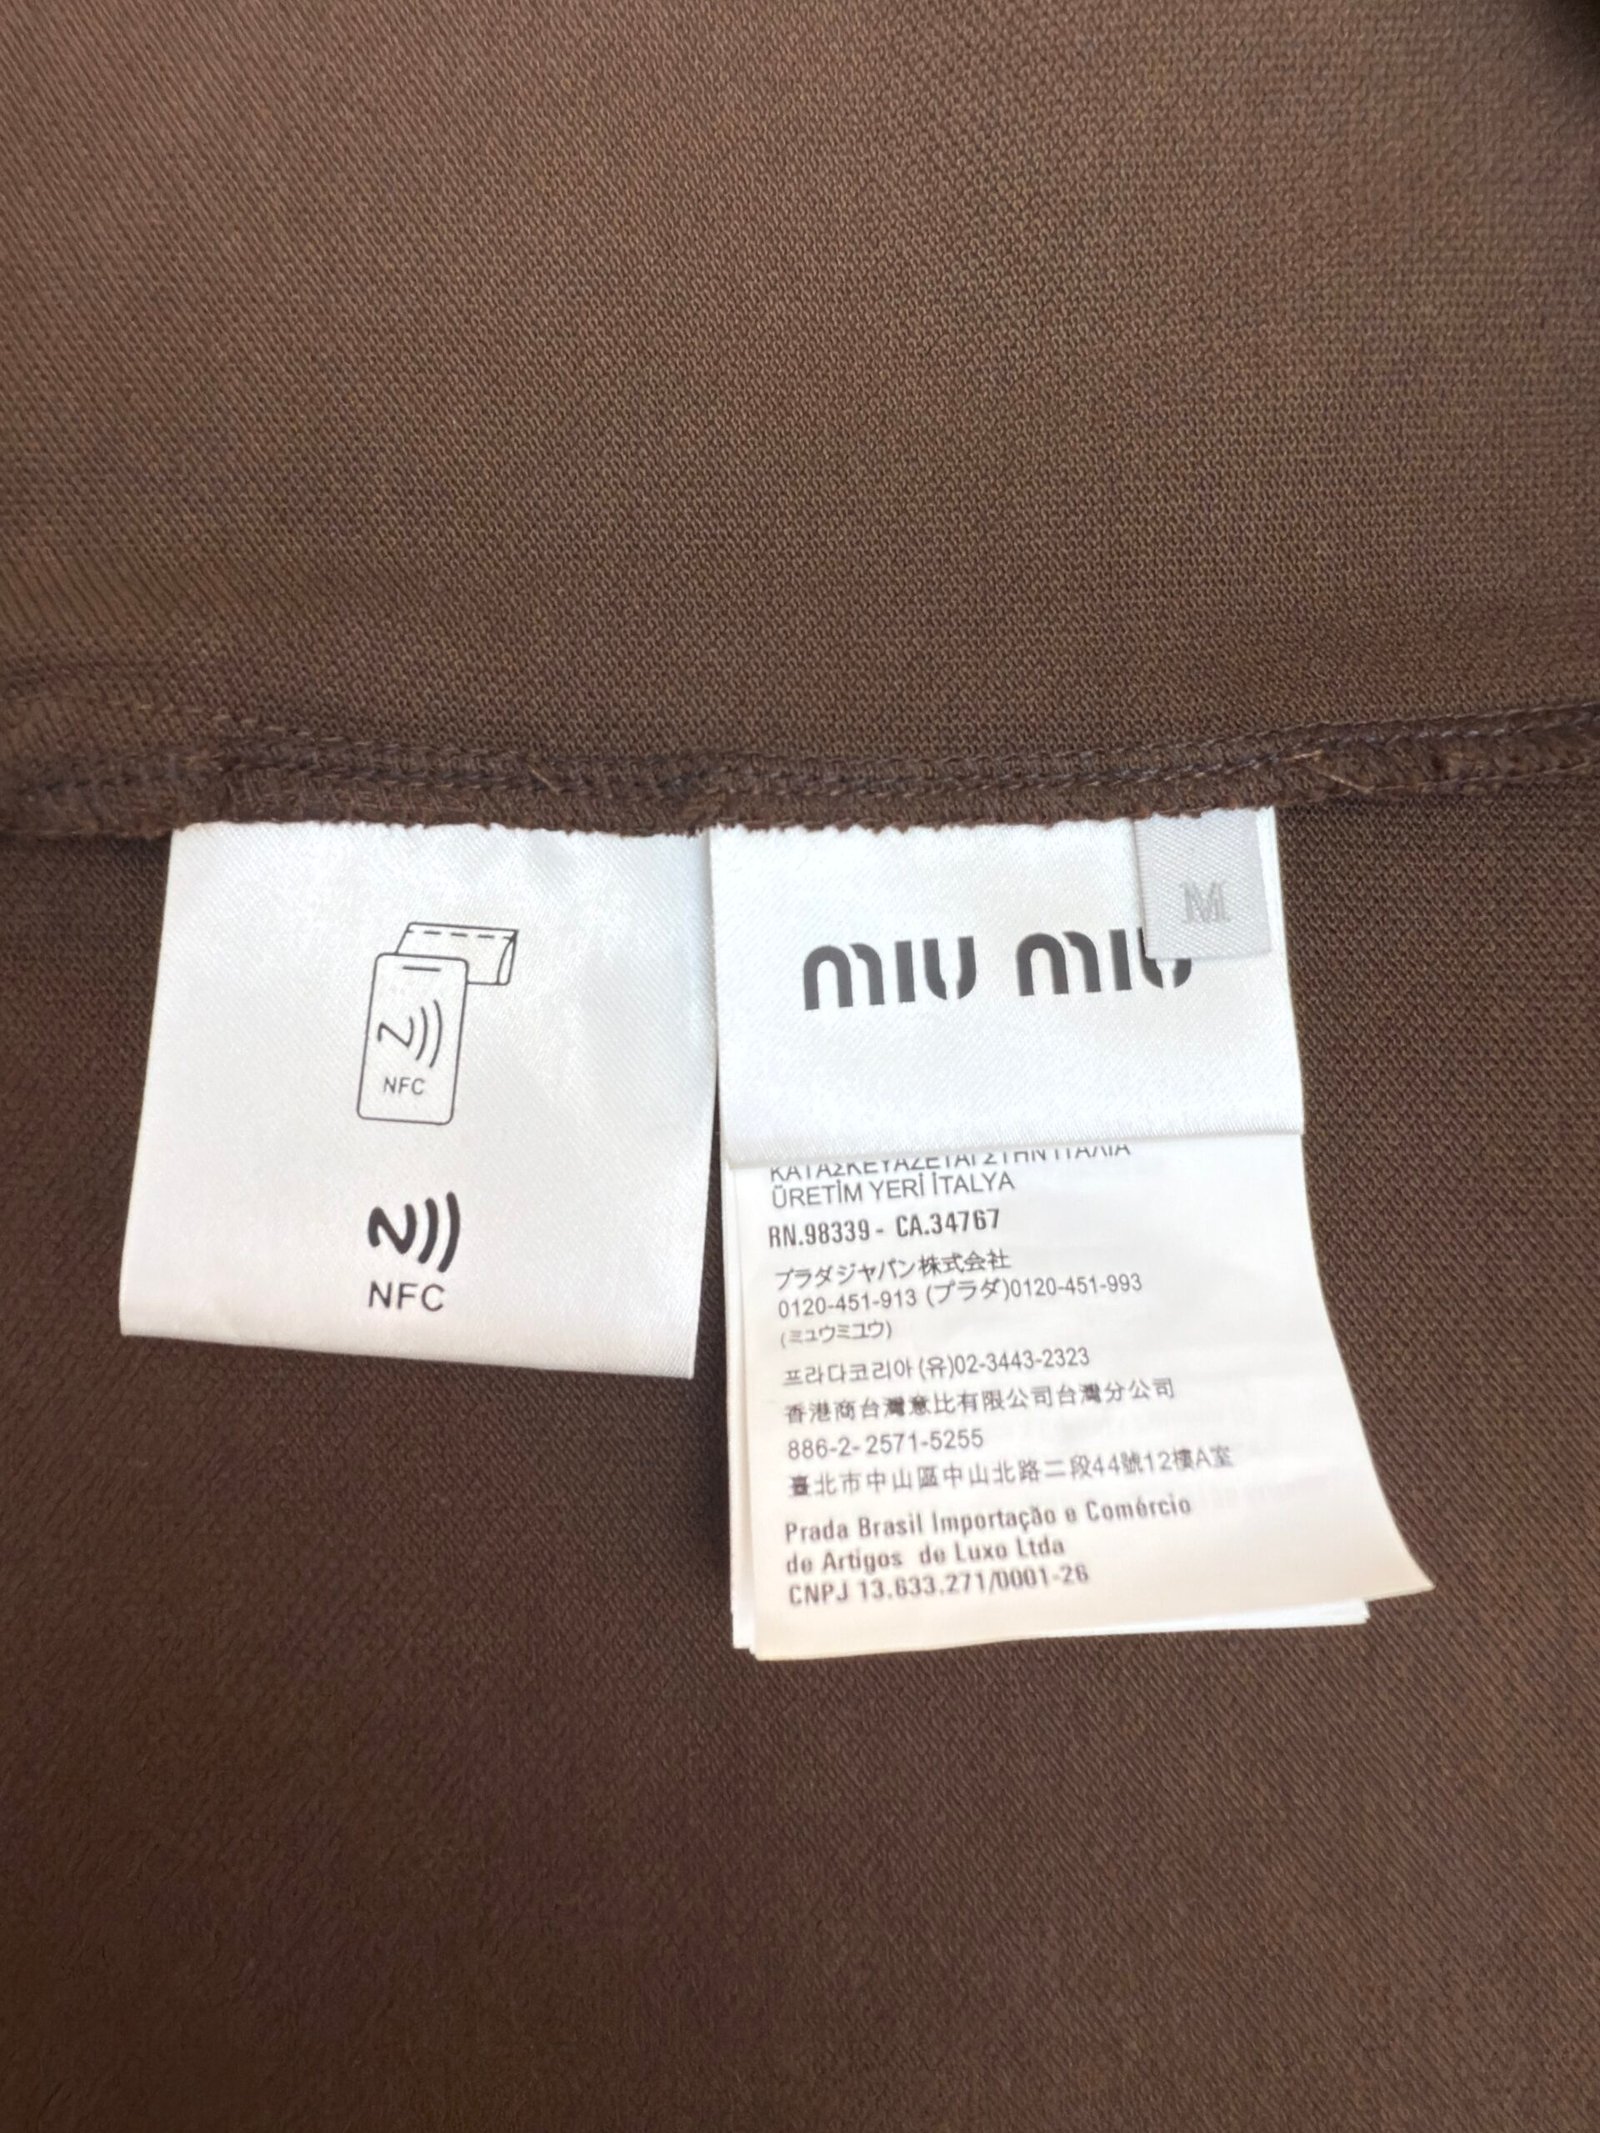 NFC
NFC
M
miu miu
ΚΑΤΑΣΚΕΥΑΖΕΤΑΙ ΣΤΗΝ ΙΤΑΛΙΑ
ÜRETİM YERİ İTALYA
RN.98339 - CA.34767
プラダジャパン株式会社
0120-451-913 (プラダ)0120-451-993
(ミュウミュウ)
프라다코리아(유)02-3443-2323
香港商台灣意比有限公司台灣分公司
886-2-2571-5255
臺北市中山區中山北路二段44號12樓A室
Prada Brasil Importação e Comércio
de Artigos de Luxo Ltda
CNPJ 13.633.271/0001-26